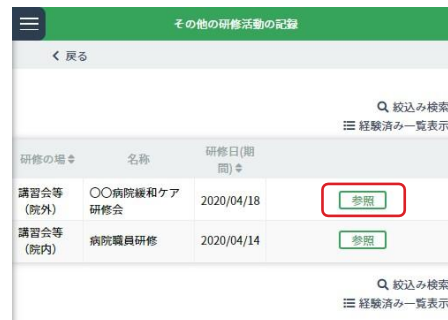 その他の研修活動の記録
戻る
絞込み検索
経験済み一覧表示
研修の場
名称
研修日(期
間)
講習会等
(院外)
〇〇病院緩和ケア
研修会
2020/04/18
参照
講習会等
(院内)
病院職員研修
2020/04/14
参照
絞込み検索
経験済み一覧表示